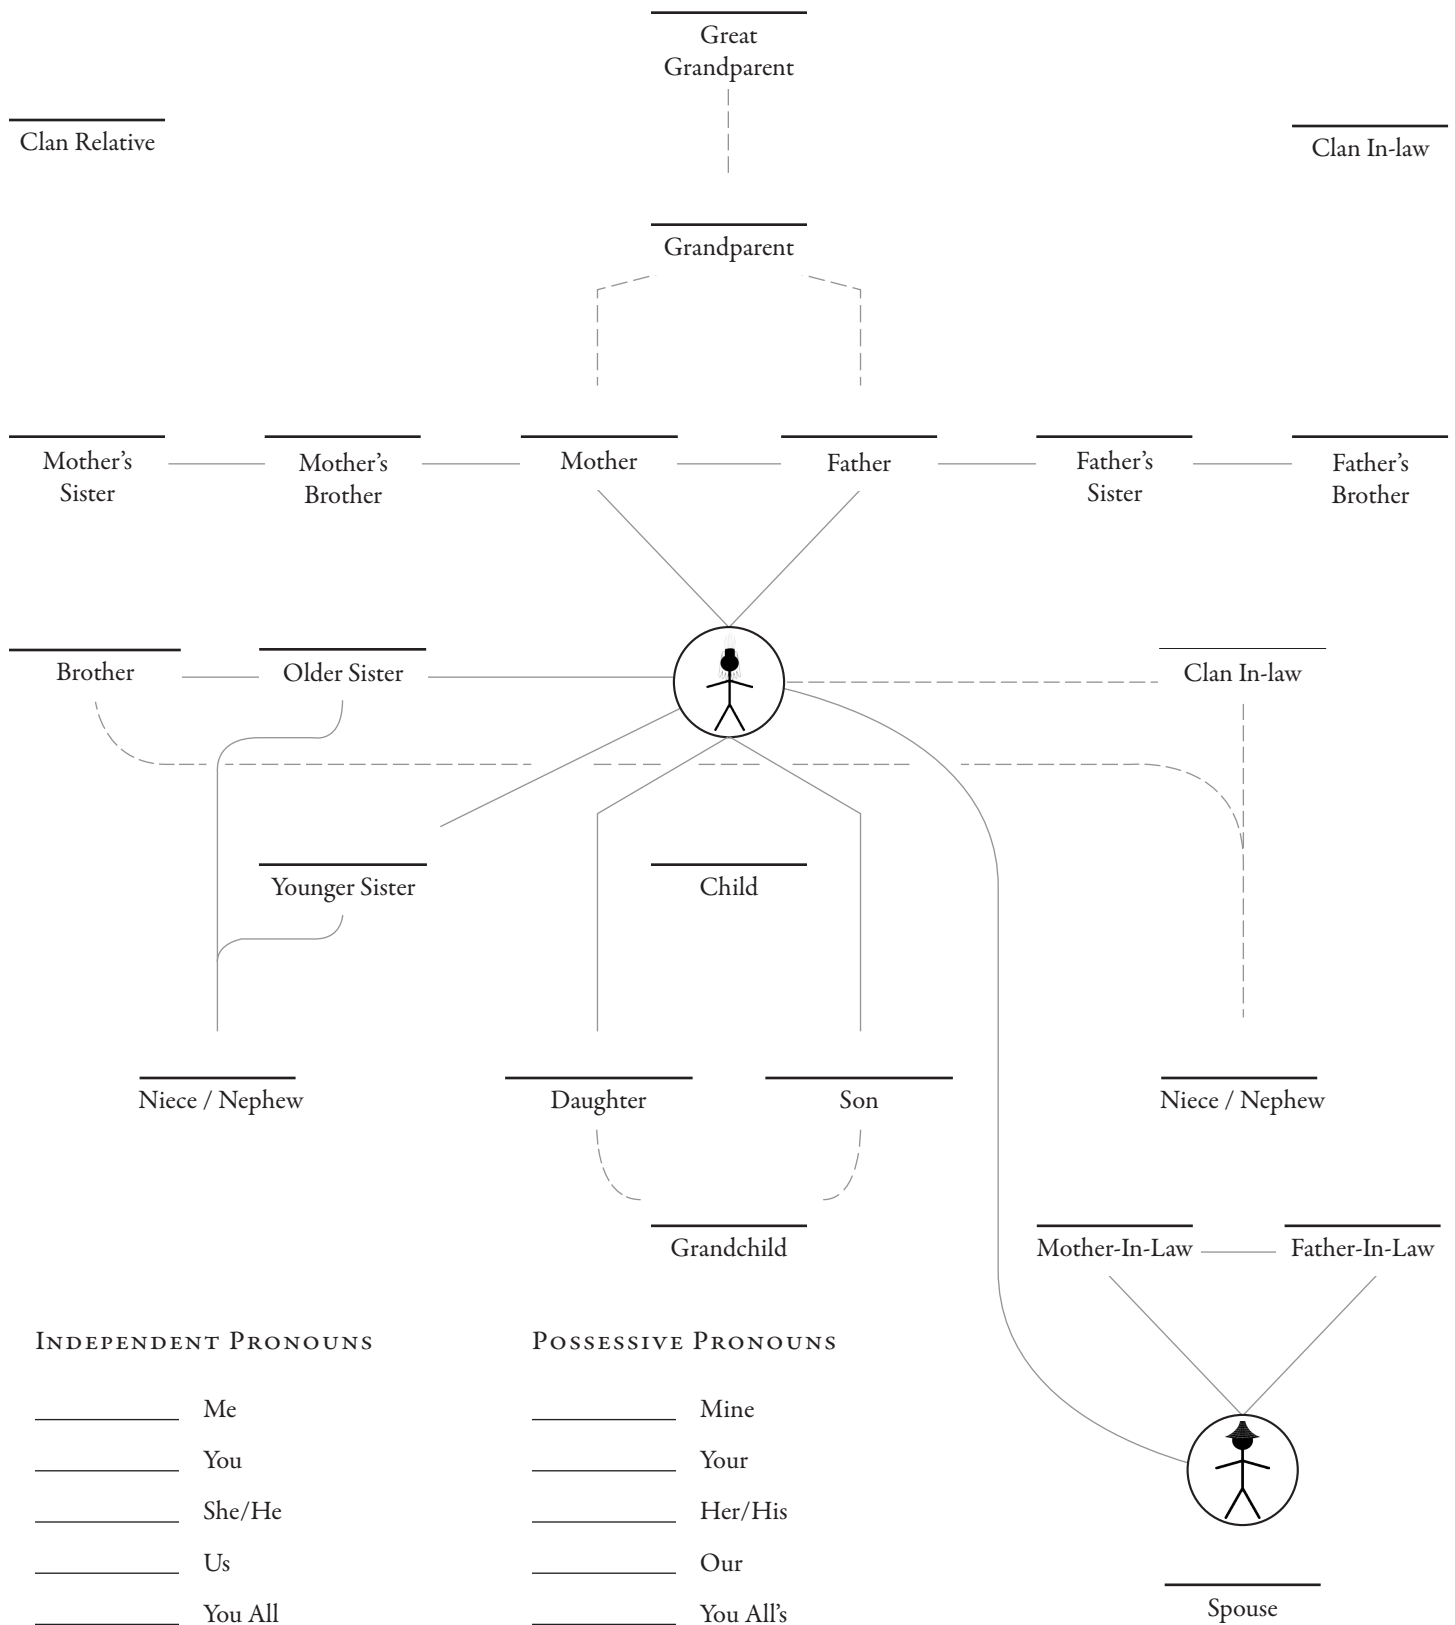 Great
Grandparent
Clan Relative
Clan In-law
Grandparent
Mother's
Sister
Mother's
Brother
Mother
Father
Father's
Sister
Father's
Brother
Brother
Older Sister
Clan In-law
Younger Sister
Child
Niece / Nephew
Daughter
Son
Niece / Nephew
Grandchild
Mother-In-Law
Father-In-Law
Independent Pronouns
Me
You
She/He
Us
You All
Possessive Pronouns
Mine
Your
Her/His
Our
You All's
Spouse